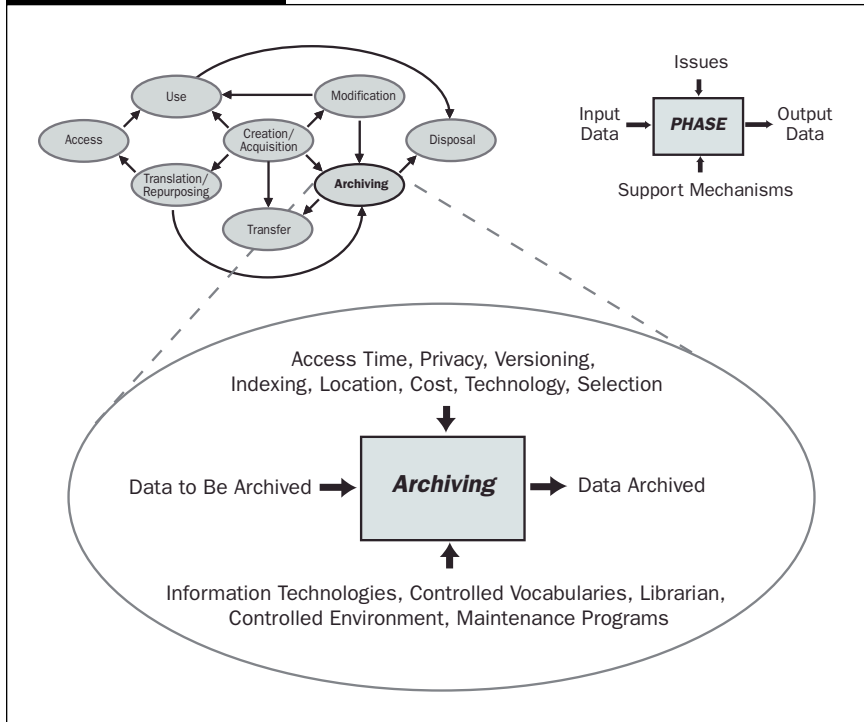 Use
Modification
Access
Creation/
Acquisition
Disposal
Translation/
Repurposing
Archiving
Transfer
Issues
Input
Data
PHASE
Output
Data
Support Mechanisms
Access Time, Privacy, Versioning,
Indexing, Location, Cost, Technology, Selection
Data to Be Archived
Archiving
Data Archived
Information Technologies, Controlled Vocabularies, Librarian,
Controlled Environment, Maintenance Programs